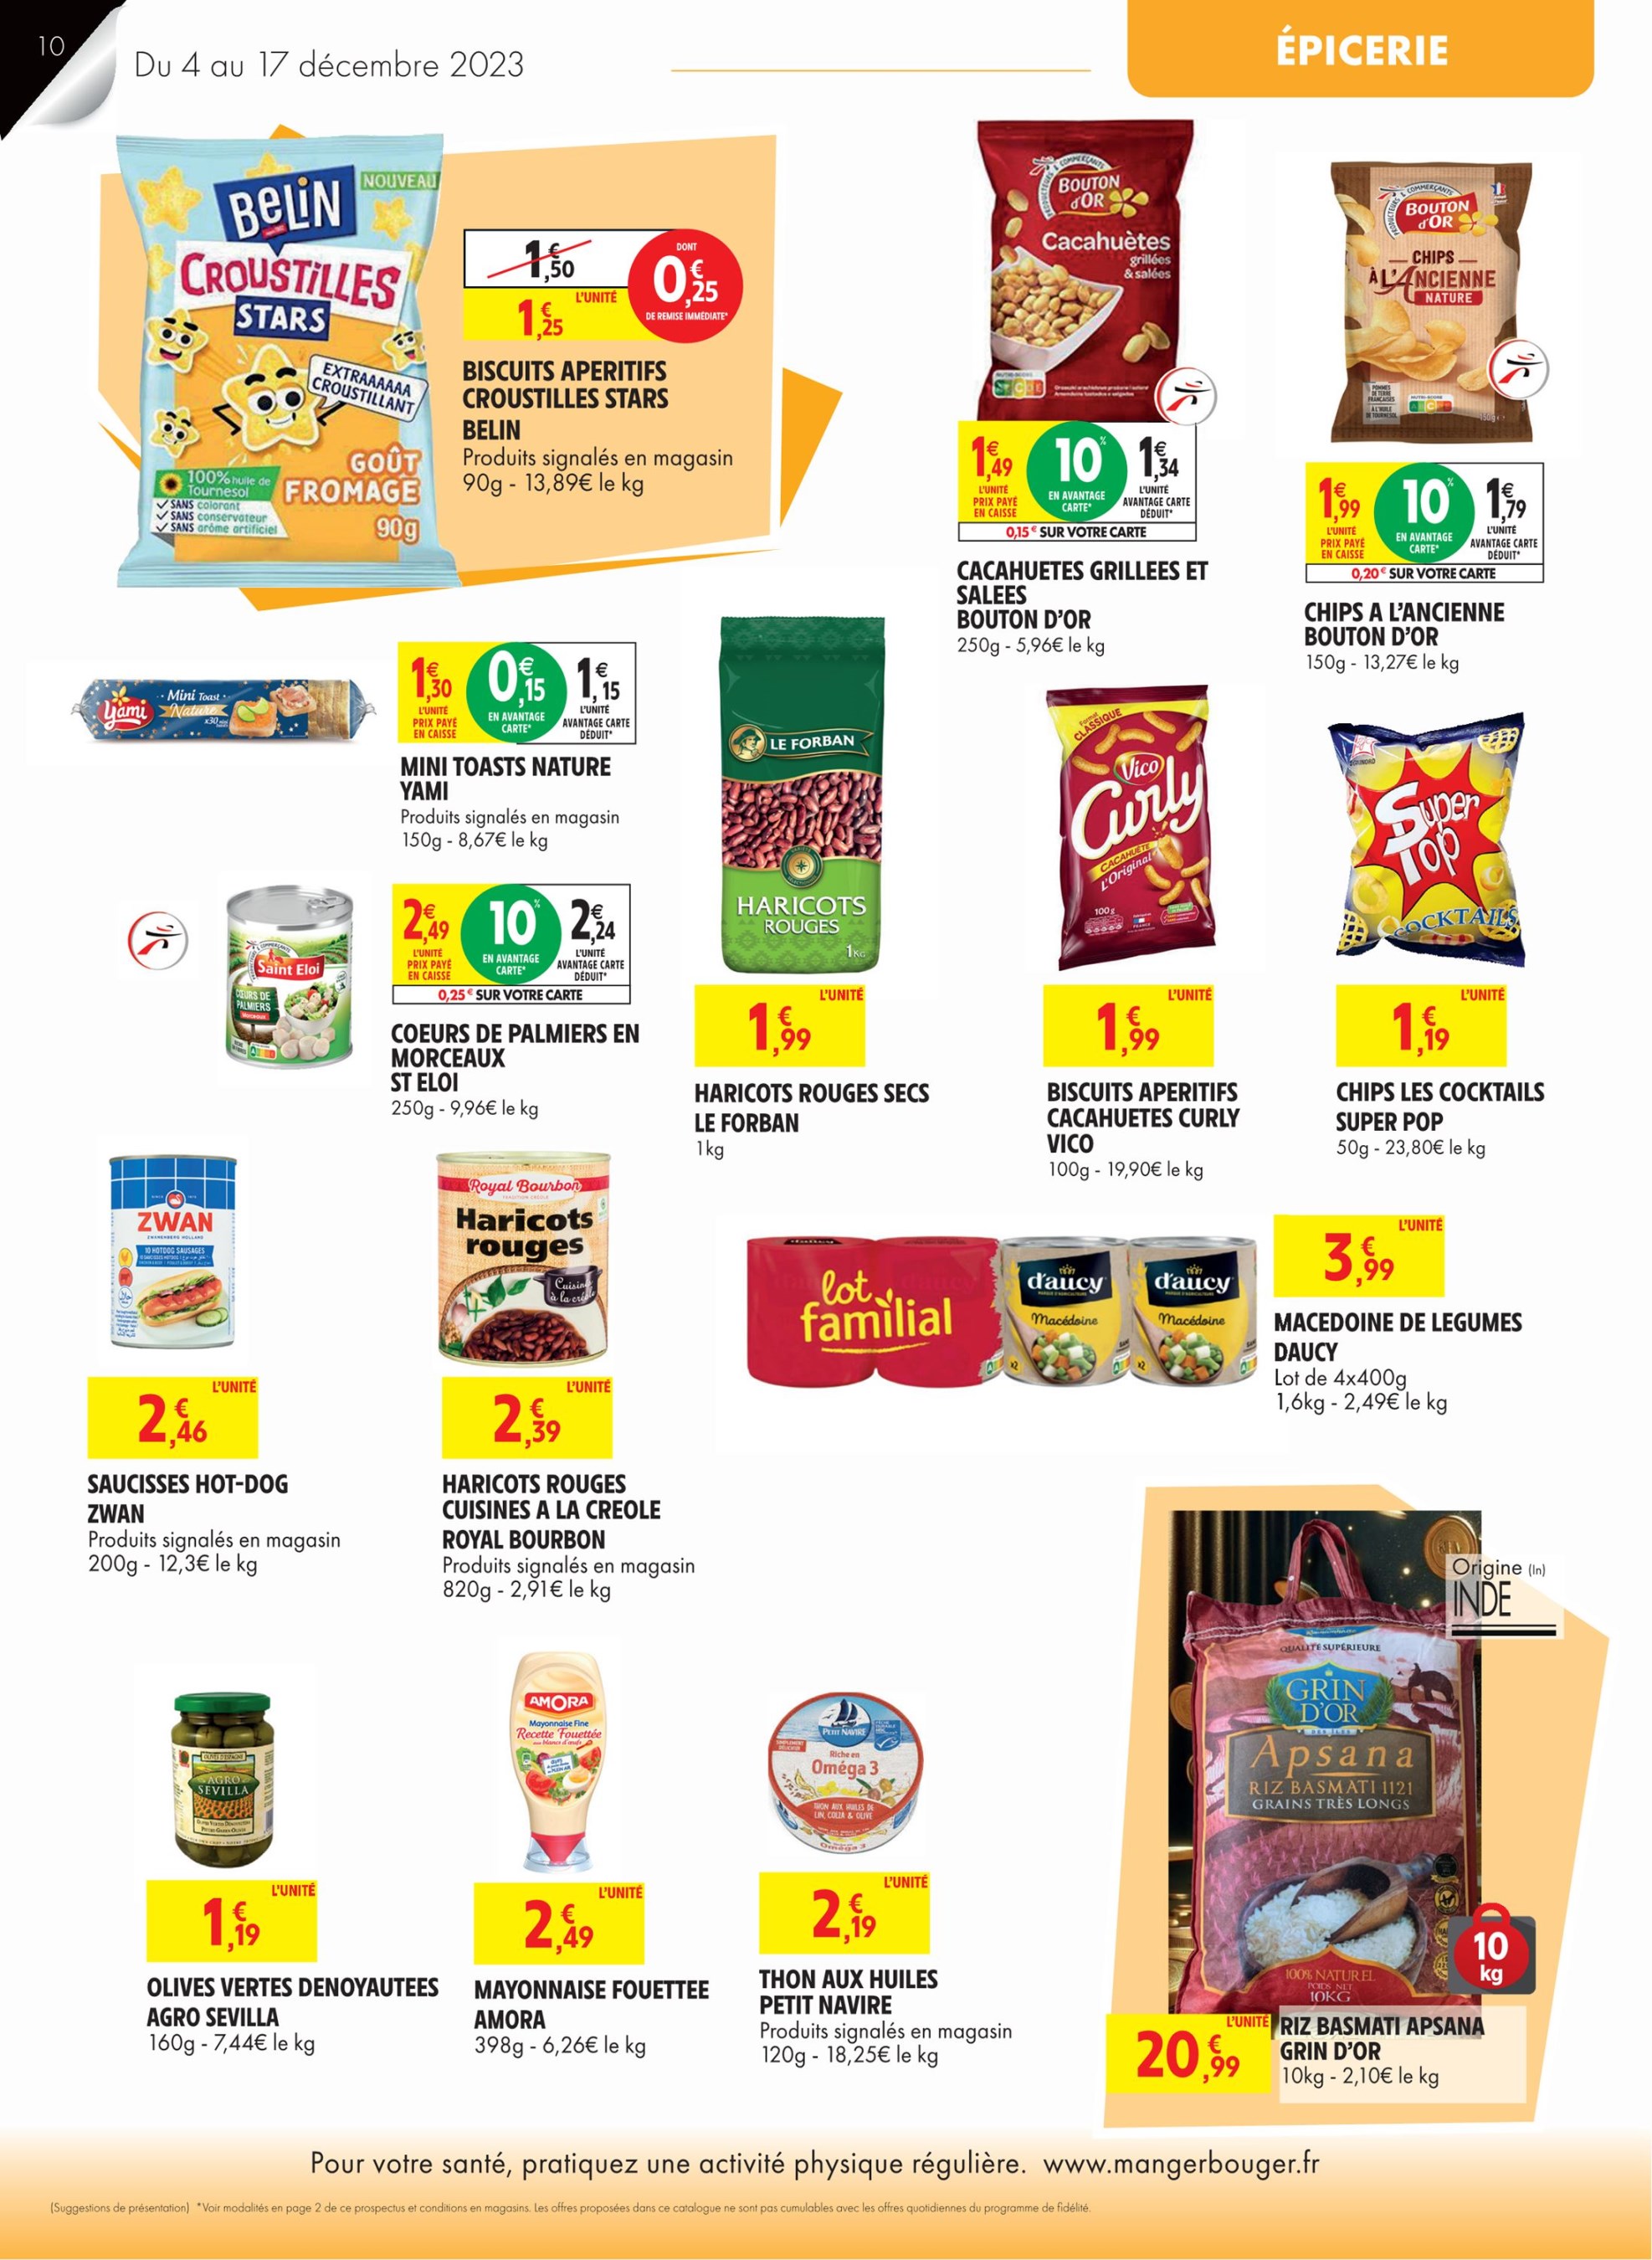 10
Du 4 au 17 décembre 2023
ÉPICERIE
BELIN
NOUVEAU
CROUSTILLES
STARS
EXTRAAAAAA
CROUSTILLANT
100% huile de
Tournesol
SANS colorant
SANS conservateur
SANS arôme artificiel
GOÛT
FROMAGE
90g
1€,50
L'UNITÉ
1€,25
DONT
0€,25
DE REMISE IMMÉDIATE*
BISCUITS APERITIFS
CROUSTILLES STARS
BELIN
Produits signalés en magasin
90g - 13,89€ le kg
BOUTON
d'OR
Cacahuètes
grillées
& salées
1€,49
L'UNITÉ
PRIX PAYÉ
EN CAISSE
10%
EN AVANTAGE
CARTE*
1€,34
L'UNITÉ
AVANTAGE CARTE
DÉDUIT*
0,15€ SUR VOTRE CARTE
CACAHUETES GRILLEES ET
SALEES
BOUTON D'OR
250g - 5,96€ le kg
BOUTON
d'OR
CHIPS
À L'ANCIENNE
NATURE
150g
1€,99
L'UNITÉ
PRIX PAYÉ
EN CAISSE
10%
EN AVANTAGE
CARTE*
1€,79
L'UNITÉ
AVANTAGE CARTE
DÉDUIT*
0,20€ SUR VOTRE CARTE
CHIPS A L'ANCIENNE
BOUTON D'OR
150g - 13,27€ le kg
Yami
Mini Toast
Nature
x30
1€,30
L'UNITÉ
PRIX PAYÉ
EN CAISSE
0€,15
EN AVANTAGE
CARTE*
1€,15
L'UNITÉ
AVANTAGE CARTE
DÉDUIT*
MINI TOASTS NATURE
YAMI
Produits signalés en magasin
150g - 8,67€ le kg
Saint Eloi
CŒURS DE
PALMIERS
Morceaux
2€,49
L'UNITÉ
PRIX PAYÉ
EN CAISSE
10%
EN AVANTAGE
CARTE*
2€,24
L'UNITÉ
AVANTAGE CARTE
DÉDUIT*
0,25€ SUR VOTRE CARTE
COEURS DE PALMIERS EN
MORCEAUX
ST ELOI
250g - 9,96€ le kg
LE FORBAN
HARICOTS
ROUGES
1KG
L'UNITÉ
1€,99
HARICOTS ROUGES SECS
LE FORBAN
1kg
Format
CLASSIQUE
Vico
Curly
CACAHUÈTE
L'Original
100g
L'UNITÉ
1€,99
BISCUITS APERITIFS
CACAHUETES CURLY
VICO
100g - 19,90€ le kg
Super
Top
COCKTAILS
L'UNITÉ
1€,19
CHIPS LES COCKTAILS
SUPER POP
50g - 23,80€ le kg
ZWAN
10 HOTDOG SAUSAGES
L'UNITÉ
2€,46
SAUCISSES HOT-DOG
ZWAN
Produits signalés en magasin
200g - 12,3€ le kg
Royal Bourbon
TRADITION CRÉOLE
Haricots
rouges
Cuisiné
à la créole
L'UNITÉ
2€,39
HARICOTS ROUGES
CUISINES A LA CREOLE
ROYAL BOURBON
Produits signalés en magasin
820g - 2,91€ le kg
lot
familial
d'aucy
Macédoine
x2
d'aucy
Macédoine
x2
L'UNITÉ
3€,99
MACEDOINE DE LEGUMES
DAUCY
Lot de 4x400g
1,6kg - 2,49€ le kg
OLIVES D'ESPAGNE
AGRO
SEVILLA
L'UNITÉ
1€,19
OLIVES VERTES DENOYAUTEES
AGRO SEVILLA
160g - 7,44€ le kg
AMORA
Mayonnaise Fine
Recette Fouettée
aux blancs d'œufs
L'UNITÉ
2€,49
MAYONNAISE FOUETTEE
AMORA
398g - 6,26€ le kg
PETIT NAVIRE
Riche en
Oméga 3
THON AUX HUILES DE
LIN, COLZA & OLIVE
Oméga 3
L'UNITÉ
2€,19
THON AUX HUILES
PETIT NAVIRE
Produits signalés en magasin
120g - 18,25€ le kg
Origine (In)
INDE
QUALITÉ SUPÉRIEURE
GRIN
D'OR
Apsana
RIZ BASMATI 1121
GRAINS TRÈS LONGS
100% NATUREL
POIDS NET
10KG
10
kg
L'UNITÉ
20€,99
RIZ BASMATI APSANA
GRIN D'OR
10kg - 2,10€ le kg
Pour votre santé, pratiquez une activité physique régulière. www.mangerbouger.fr
(Suggestions de présentation) *Voir modalités en page 2 de ce prospectus et conditions en magasins. Les offres proposées dans ce catalogue ne sont pas cumulables avec les offres quotidiennes du programme de fidélité.